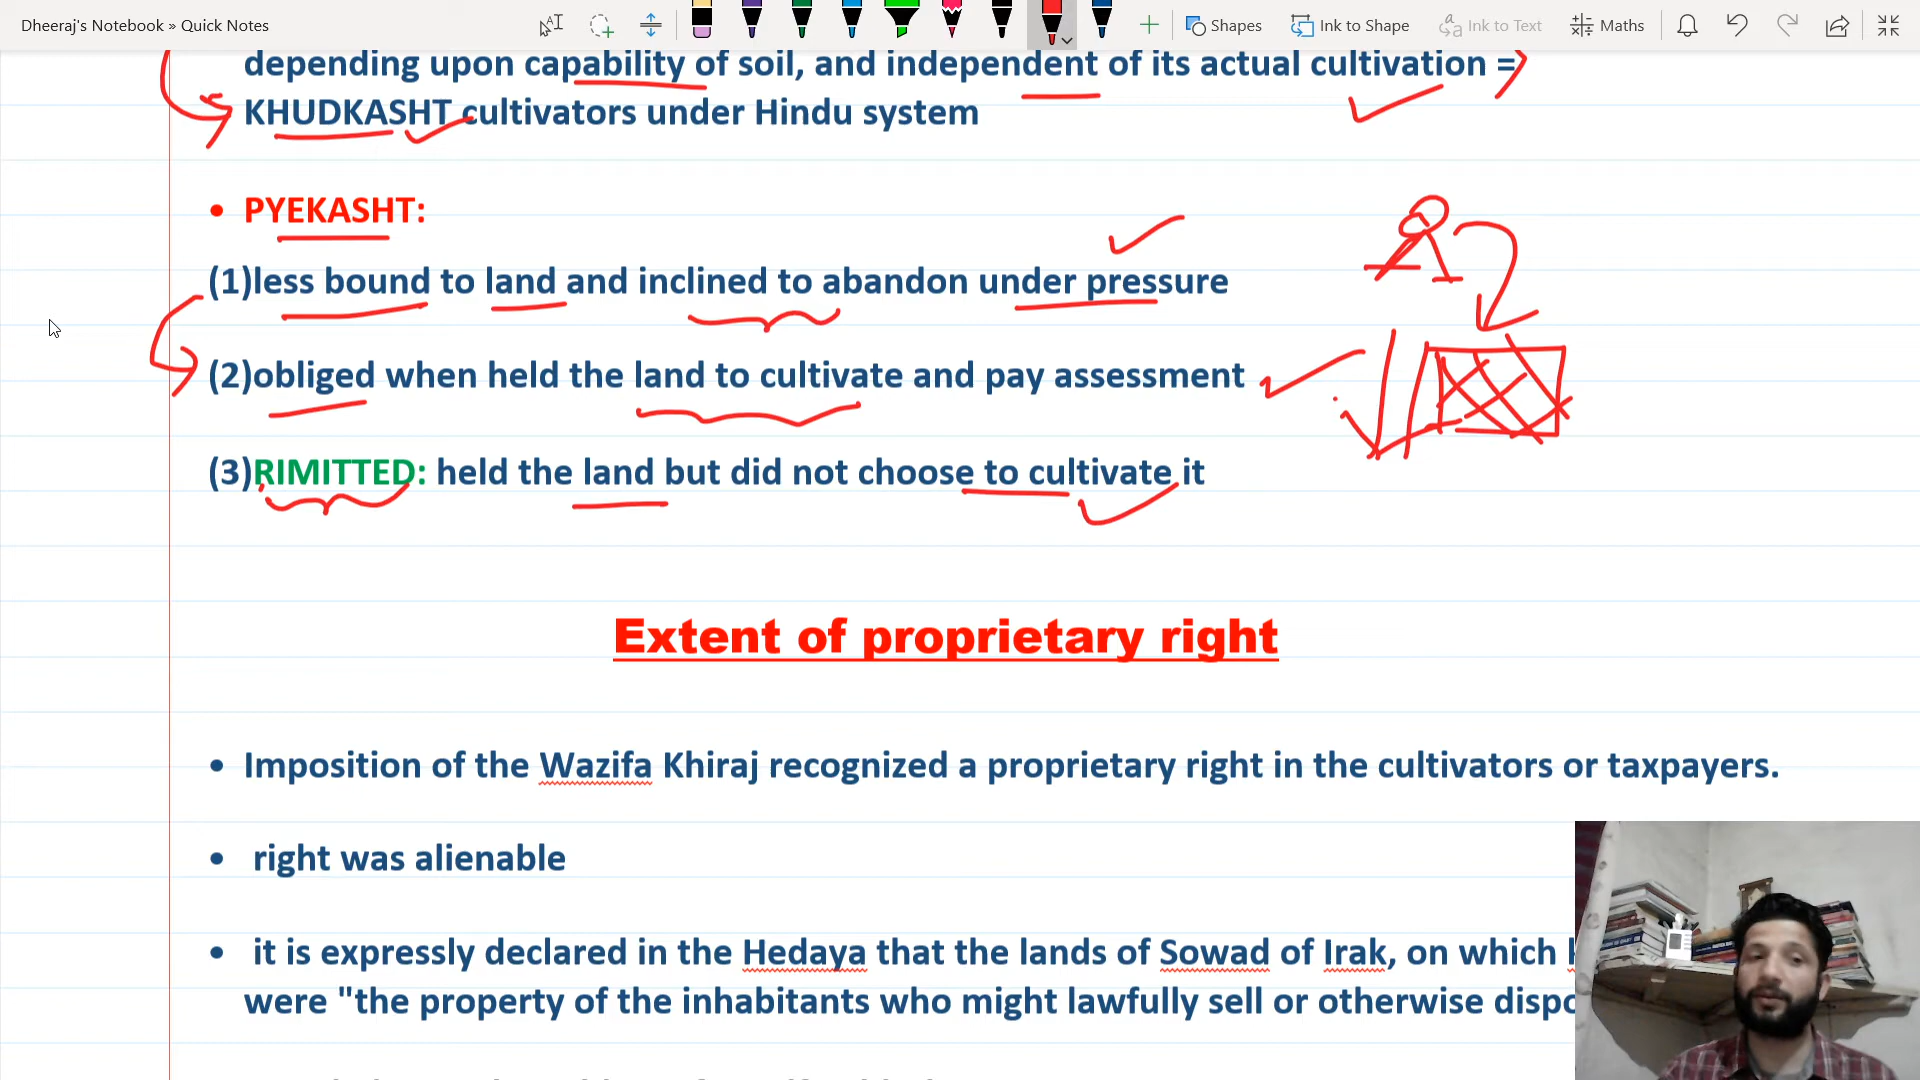 Dheeraj's Notebook » Quick Notes
Shapes
Ink to Shape
Ink to Text
Maths
depending upon capability of soil, and independent of its actual cultivation =>
KHUDKASHT cultivators under Hindu system
• PYEKASHT:
(1)less bound to land and inclined to abandon under pressure
(2)obliged when held the land to cultivate and pay assessment
(3)RIMITTED: held the land but did not choose to cultivate it
Extent of proprietary right
• Imposition of the Wazifa Khiraj recognized a proprietary right in the cultivators or taxpayers.
• right was alienable
• it is expressly declared in the Hedaya that the lands of Sowad of Irak, on which
were "the property of the inhabitants who might lawfully sell or otherwise